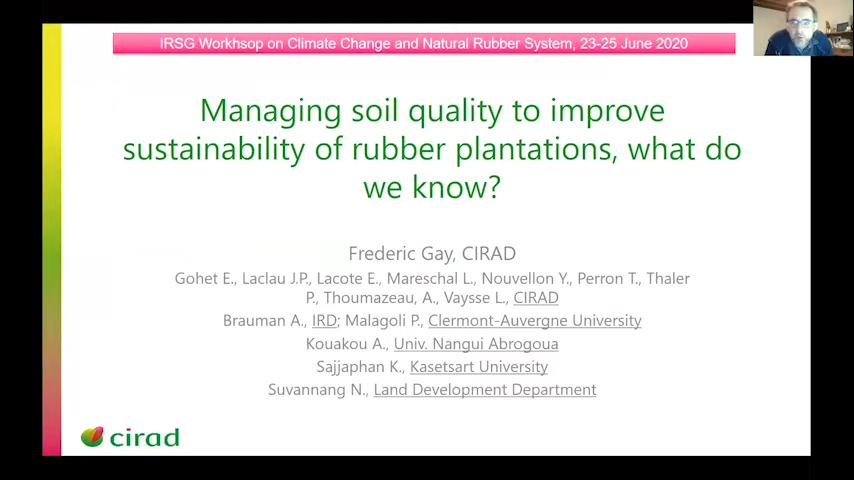 IRSG Workhsop on Climate Change and Natural Rubber System, 23-25 June 2020
Managing soil quality to improve
sustainability of rubber plantations, what do
we know?
Frederic Gay, CIRAD
Gohet E., Laclau J.P., Lacote E., Mareschal L., Nouvellon Y., Perron T., Thaler
P., Thoumazeau, A., Vaysse L., CIRAD
Brauman A., IRD; Malagoli P., Clermont-Auvergne University
Kouakou A., Univ. Nangui Abrogoua
Sajjaphan K., Kasetsart University
Suvannang N., Land Development Department
cirad